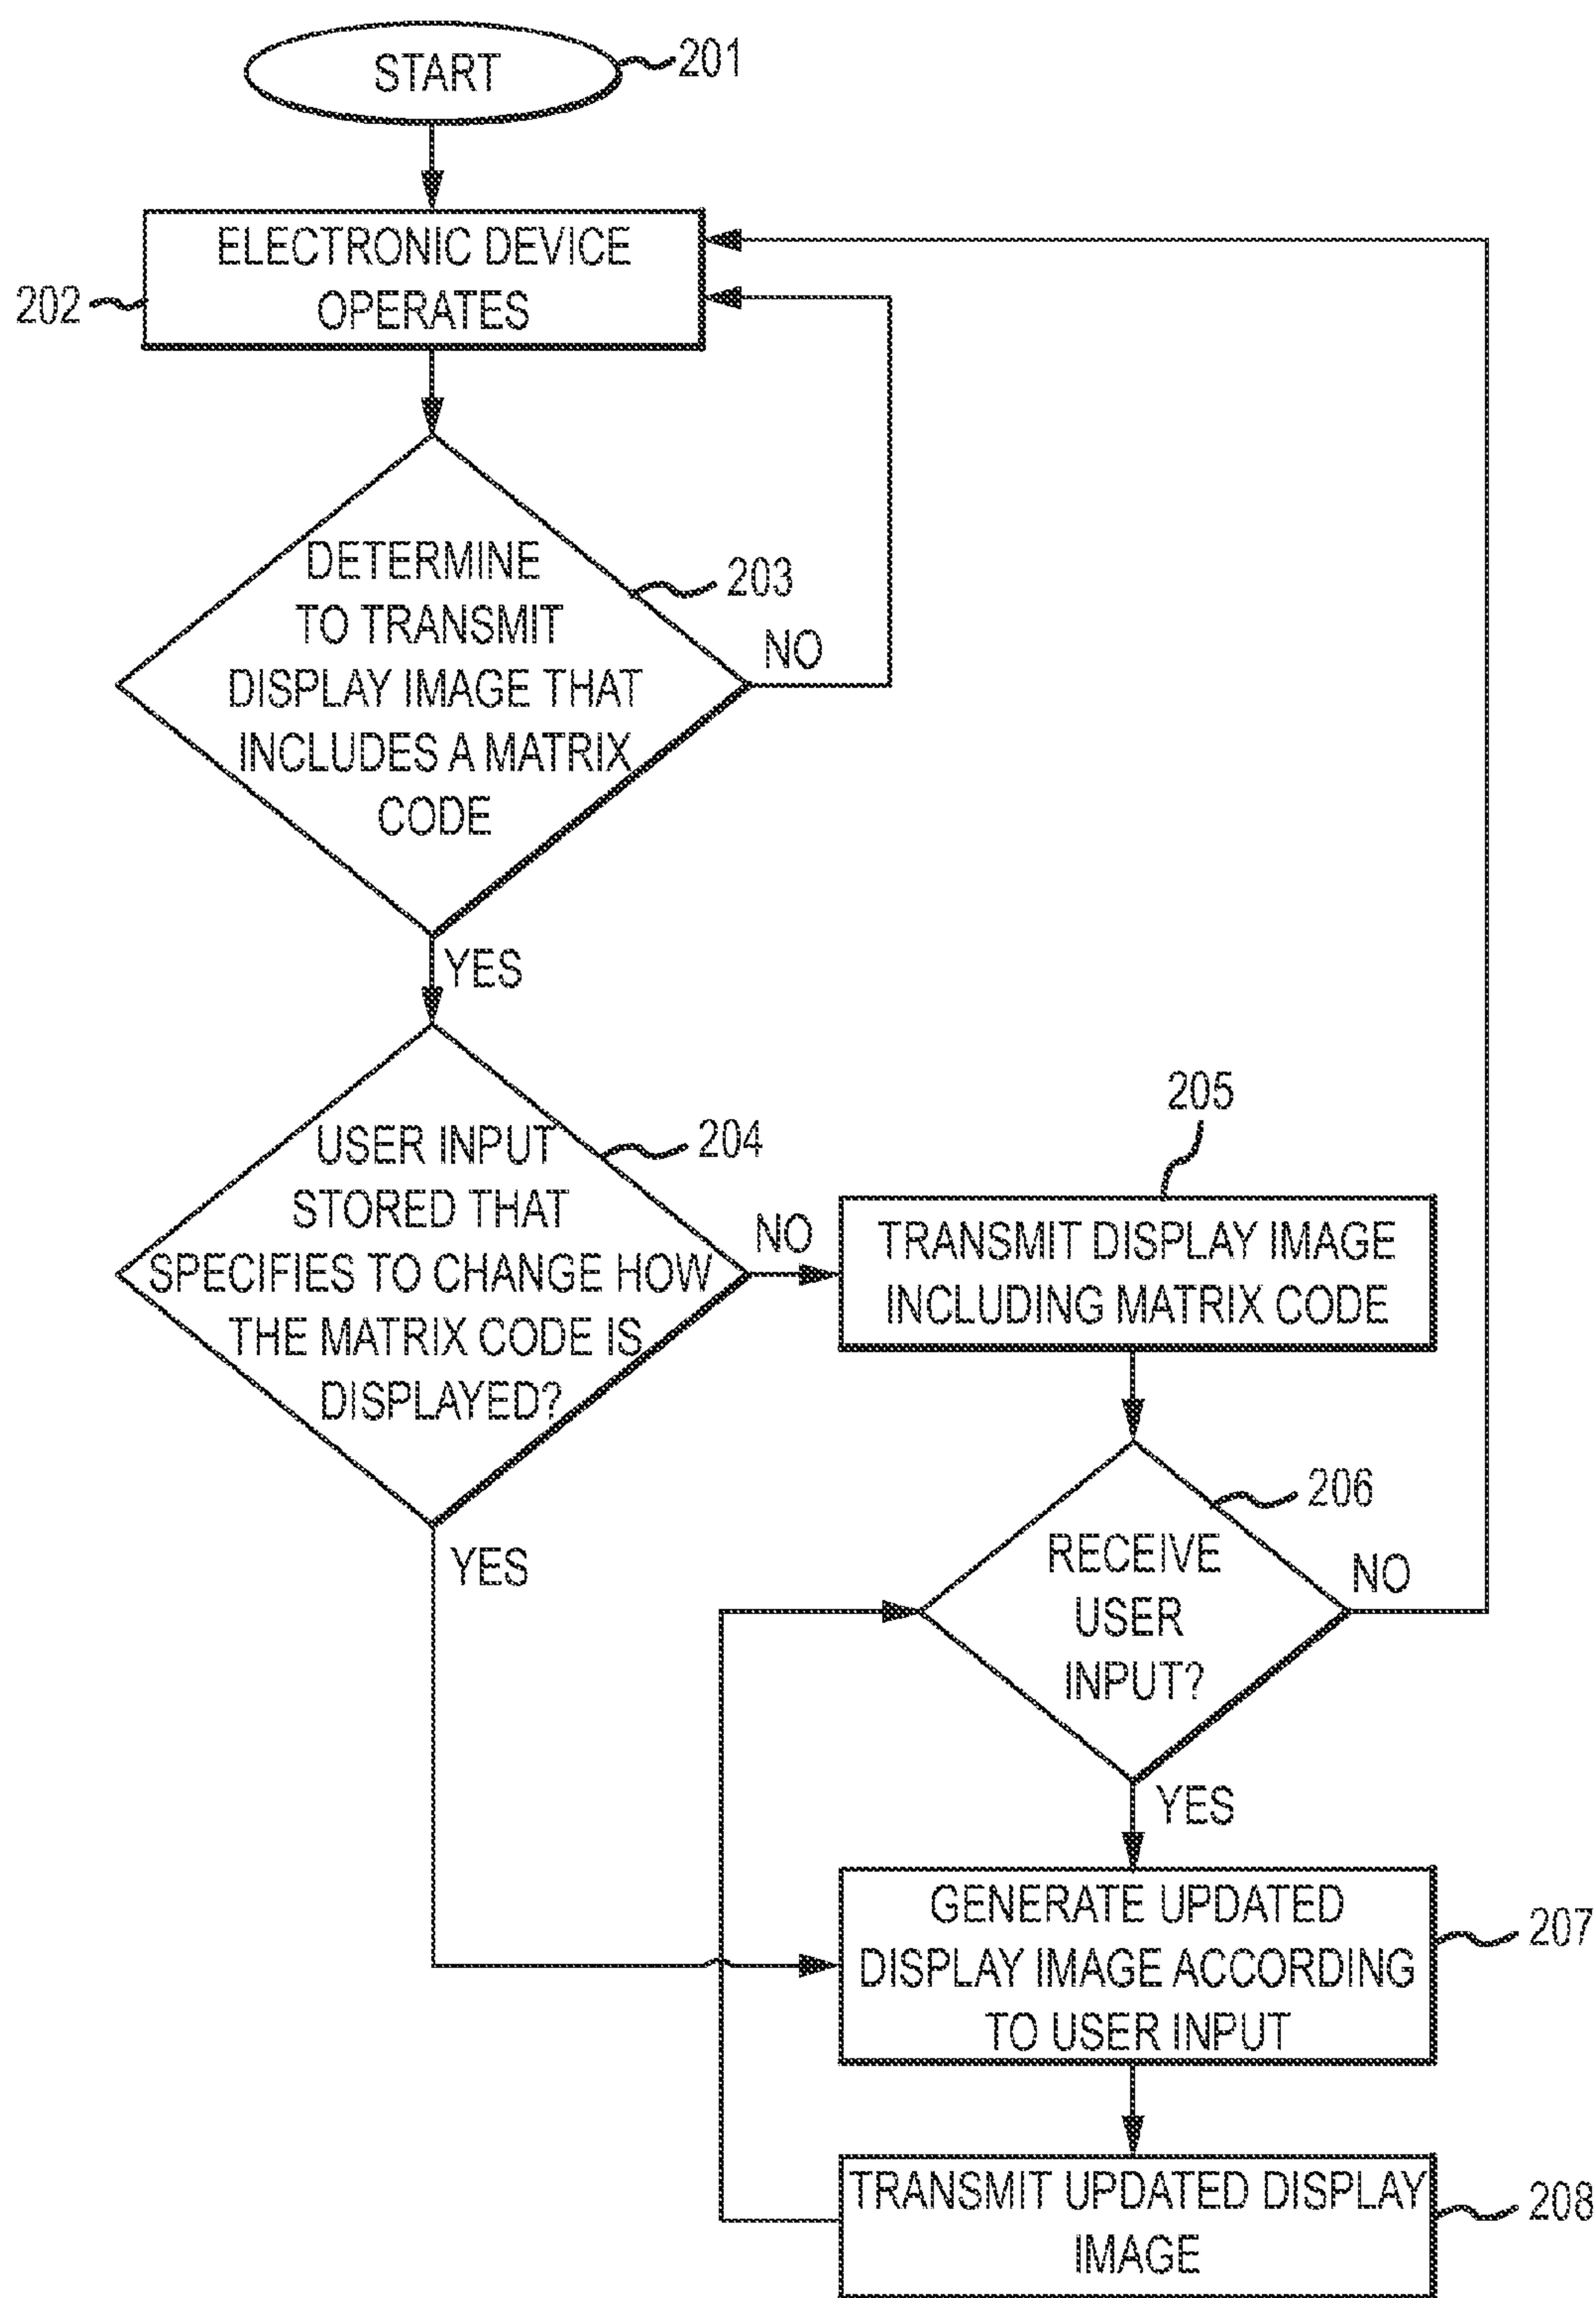 START
201
ELECTRONIC DEVICE
OPERATES
202
DETERMINE
TO TRANSMIT
DISPLAY IMAGE THAT
INCLUDES A MATRIX
CODE
203
NO
YES
USER INPUT
STORED THAT
SPECIFIES TO CHANGE HOW
THE MATRIX CODE IS
DISPLAYED?
204
NO
YES
205
TRANSMIT DISPLAY IMAGE
INCLUDING MATRIX CODE
206
RECEIVE
USER
INPUT?
NO
YES
GENERATE UPDATED
DISPLAY IMAGE ACCORDING
TO USER INPUT
207
TRANSMIT UPDATED DISPLAY
IMAGE
208